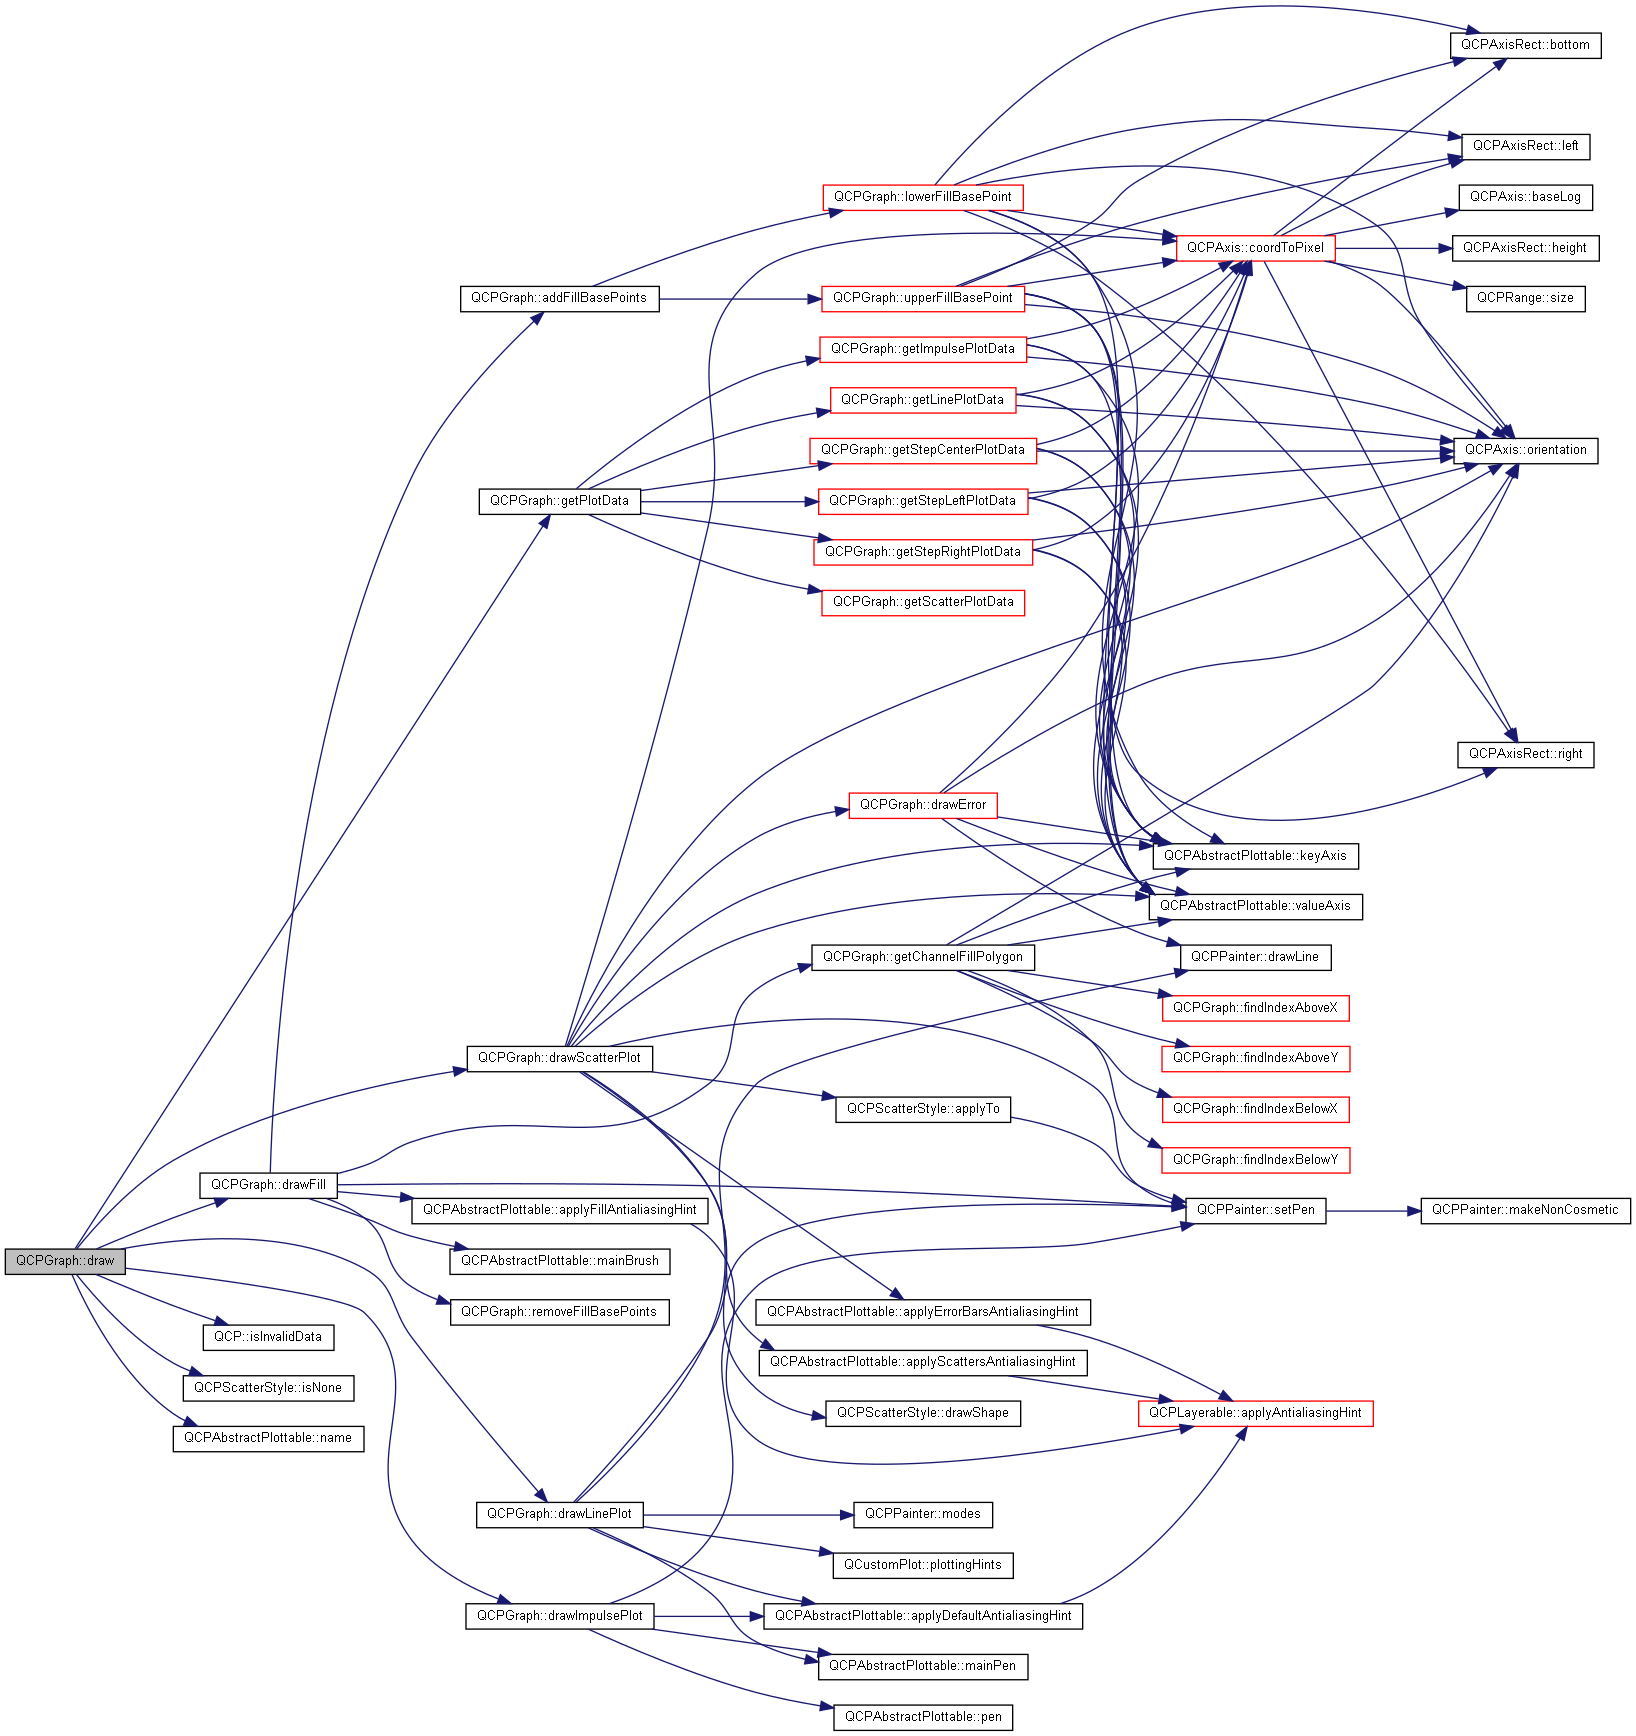 QCPAxisRect::bottom
QCPAxisRect::left
QCPGraph::lowerFillBasePoint
QCPAxis::baseLog
QCPAxis::coordToPixel
QCPAxisRect::height
QCPGraph::addFillBasePoints
QCPGraph::upperFillBasePoint
QCPRange::size
QCPGraph::getImpulsePlotData
QCPGraph::getLinePlotData
QCPGraph::getStepCenterPlotData
QCPAxis::orientation
QCPGraph::getPlotData
QCPGraph::getStepLeftPlotData
QCPGraph::getStepRightPlotData
QCPGraph::getScatterPlotData
QCPAxisRect::right
QCPGraph::drawError
QCPAbstractPlottable::keyAxis
QCPAbstractPlottable::valueAxis
QCPGraph::getChannelFillPolygon
QCPPainter::drawLine
QCPGraph::findIndexAboveX
QCPGraph::drawScatterPlot
QCPGraph::findIndexAboveY
QCPScatterStyle::applyTo
QCPGraph::findIndexBelowX
QCPGraph::findIndexBelowY
QCPGraph::drawFill
QCPAbstractPlottable::applyFillAntialiasingHint
QCPPainter::setPen
QCPPainter::makeNonCosmetic
QCPGraph::draw
QCPAbstractPlottable::mainBrush
QCPGraph::removeFillBasePoints
QCPAbstractPlottable::applyErrorBarsAntialiasingHint
QCP::isInvalidData
QCPAbstractPlottable::applyScattersAntialiasingHint
QCPScatterStyle::isNone
QCPScatterStyle::drawShape
QCPLayerable::applyAntialiasingHint
QCPAbstractPlottable::name
QCPGraph::drawLinePlot
QCPPainter::modes
QCustomPlot::plottingHints
QCPGraph::drawImpulsePlot
QCPAbstractPlottable::applyDefaultAntialiasingHint
QCPAbstractPlottable::mainPen
QCPAbstractPlottable::pen